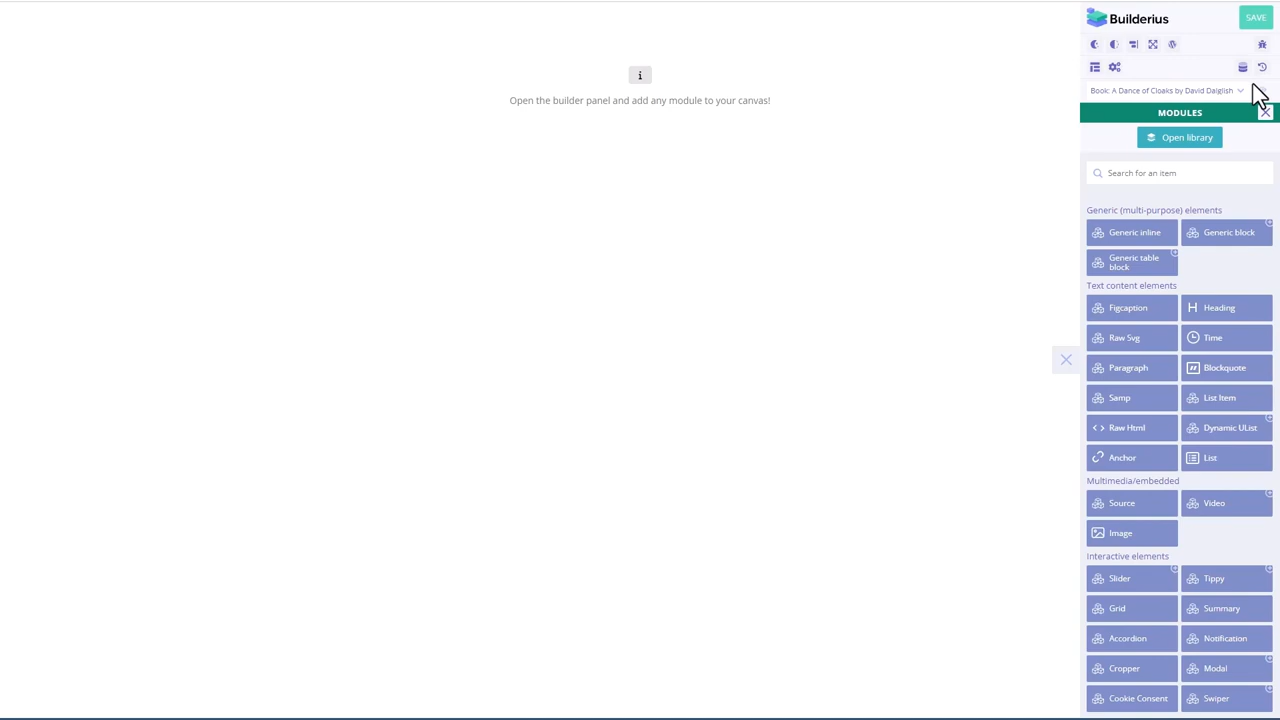 Builderius
SAVE
i
Open the builder panel and add any module to your canvas!
Book: A Dance of Cloaks by David Dalglish
MODULES
Open library
Search for an item
Generic (multi-purpose) elements
Generic inline
Generic block
Generic table
block
Text content elements
Figcaption
Heading
Raw Svg
Time
Paragraph
Blockquote
Samp
List Item
Raw Html
Dynamic UList
Anchor
List
Multimedia/embedded
Source
Video
Image
Interactive elements
Slider
Tippy
Grid
Summary
Accordion
Notification
Cropper
Modal
Cookie Consent
Swiper